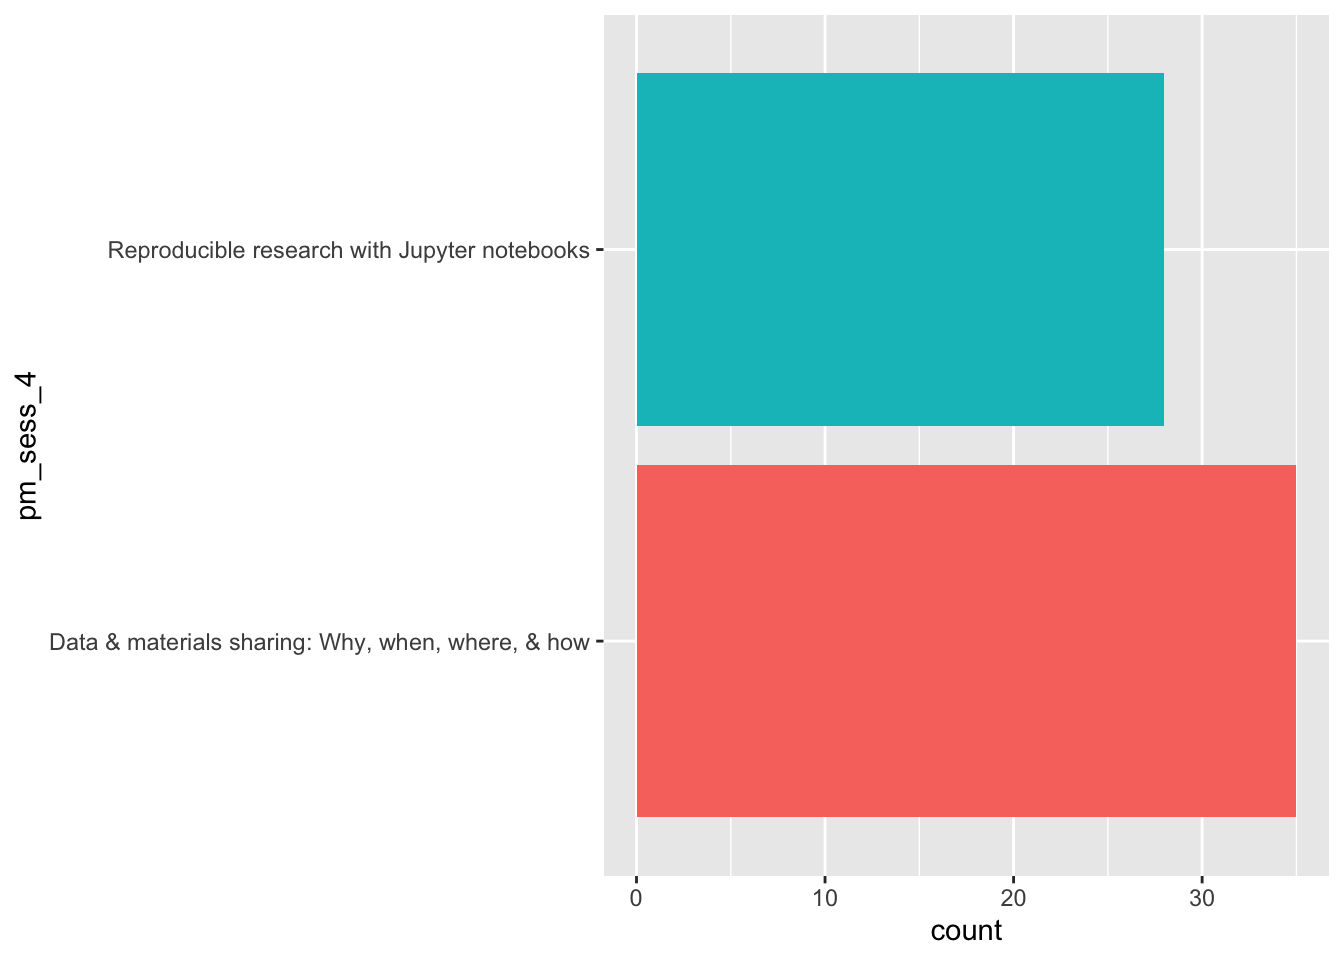 pm_sess_4
Reproducible research with Jupyter notebooks
Data & materials sharing: Why, when, where, & how
0 10 20 30
count